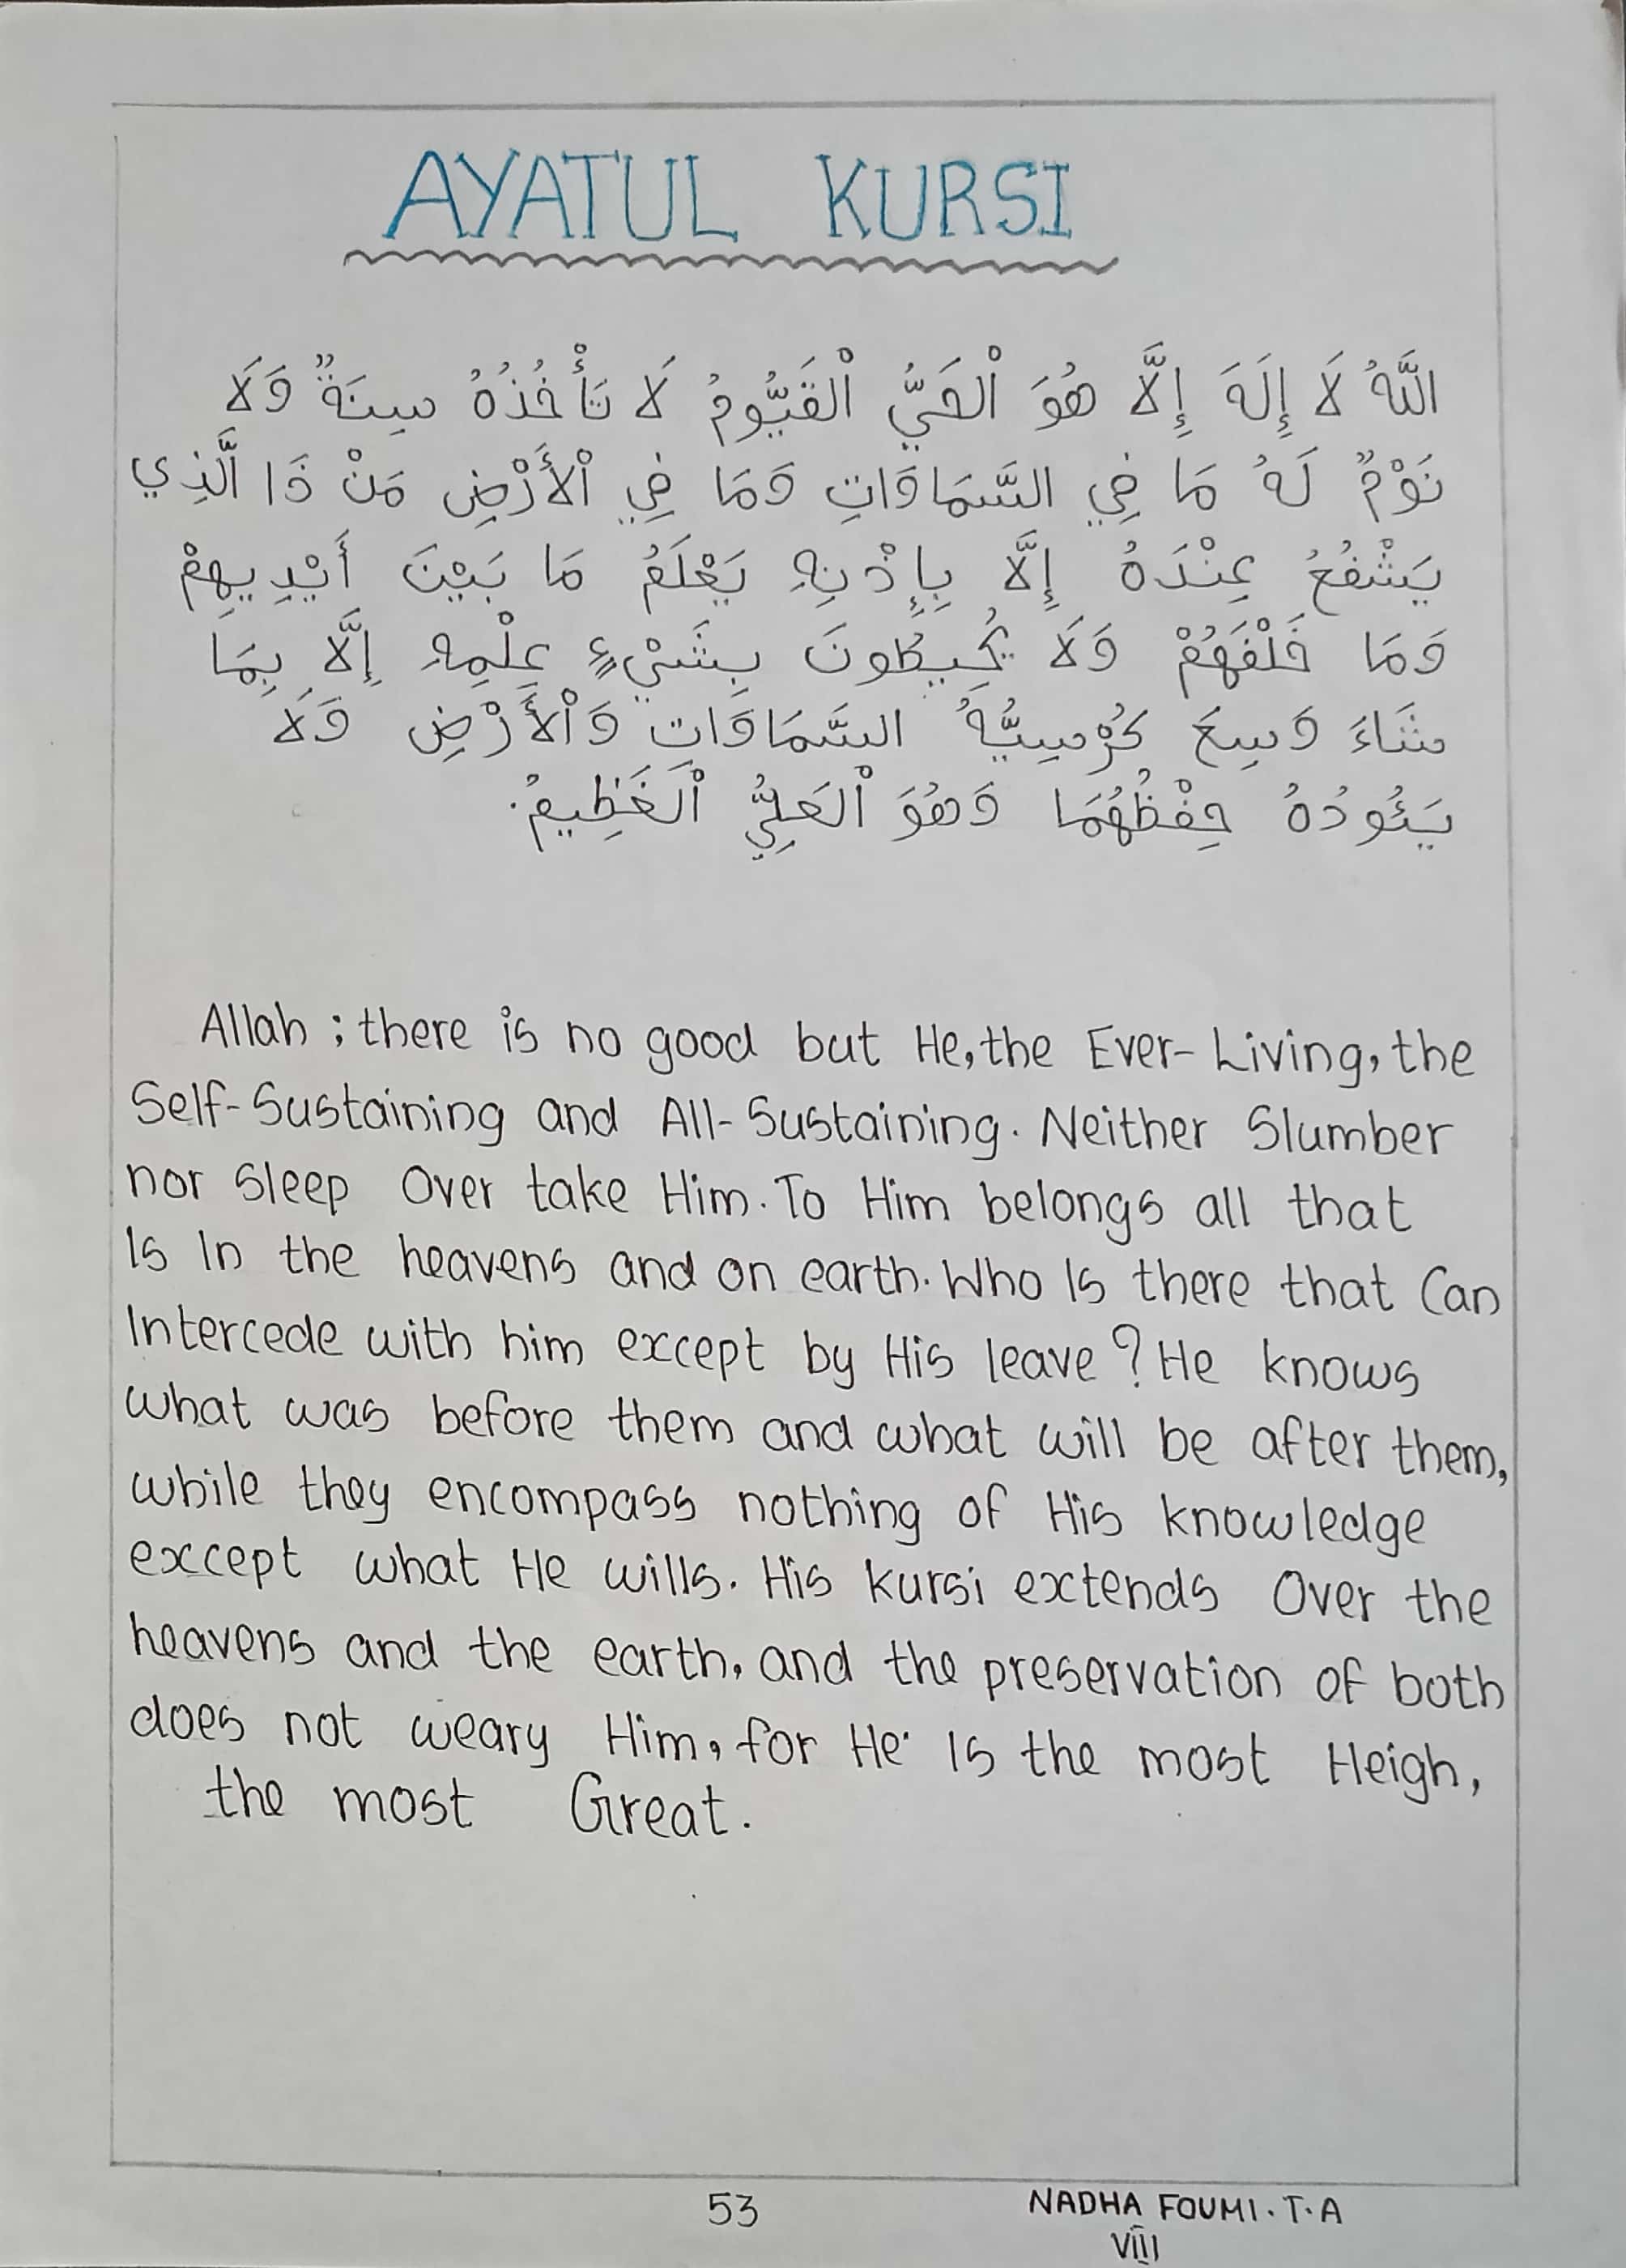 AYATUL KURSI
اللَّهُ لَا إِلَهَ إِلَّا هُوَ الْحَيُّ الْقَيُّومُ لَا تَأْخُذُهُ سِنَةٌ وَلَا
نَوْمٌ لَهُ مَا فِي السَّمَاوَاتِ وَمَا فِي الْأَرْضِ مَنْ ذَا الَّذِي
يَشْفَعُ عِنْدَهُ إِلَّا بِإِذْنِهِ يَعْلَمُ مَا بَيْنَ أَيْدِيهِمْ
وَمَا خَلْفَهُمْ وَلَا يُحِيطُونَ بِشَيْءٍ عِلْمِهِ إِلَّا بِمَا
شَاءَ وَسِعَ كُرْسِيُّهُ السَّمَاوَاتِ وَالْأَرْضِ وَلَا
يَئُودُهُ حِفْظُهُمَا وَهُوَ الْعَلِيُّ الْعَظِيمُ.
Allah ; there is no good but He, the Ever- Living, the
Self-Sustaining and All- Sustaining. Neither Slumber
nor Sleep Over take Him. To Him belongs all that
Is In the heavens and on earth. Who Is there that Can
Intercede with him except by His leave ? He knows
what was before them and what will be after them,
while they encompass nothing of His knowledge
except what He wills. His kursi extends Over the
heavens and the earth, and the preservation of both
does not weary Him, for He Is the most Heigh,
the most Great.
53
NADHA FOUMI. T. A
VIII